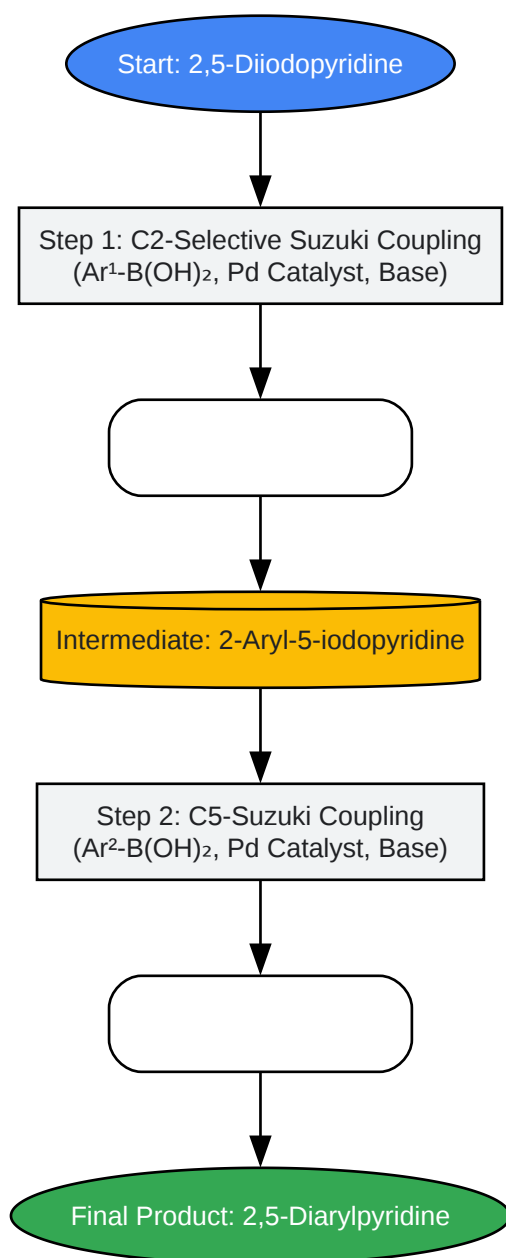 Start: 2,5-Diiodopyridine
Step 1: C2-Selective Suzuki Coupling
(Ar¹-B(OH)₂, Pd Catalyst, Base)
Intermediate: 2-Aryl-5-iodopyridine
Step 2: C5-Suzuki Coupling
(Ar²-B(OH)₂, Pd Catalyst, Base)
Final Product: 2,5-Diarylpyridine